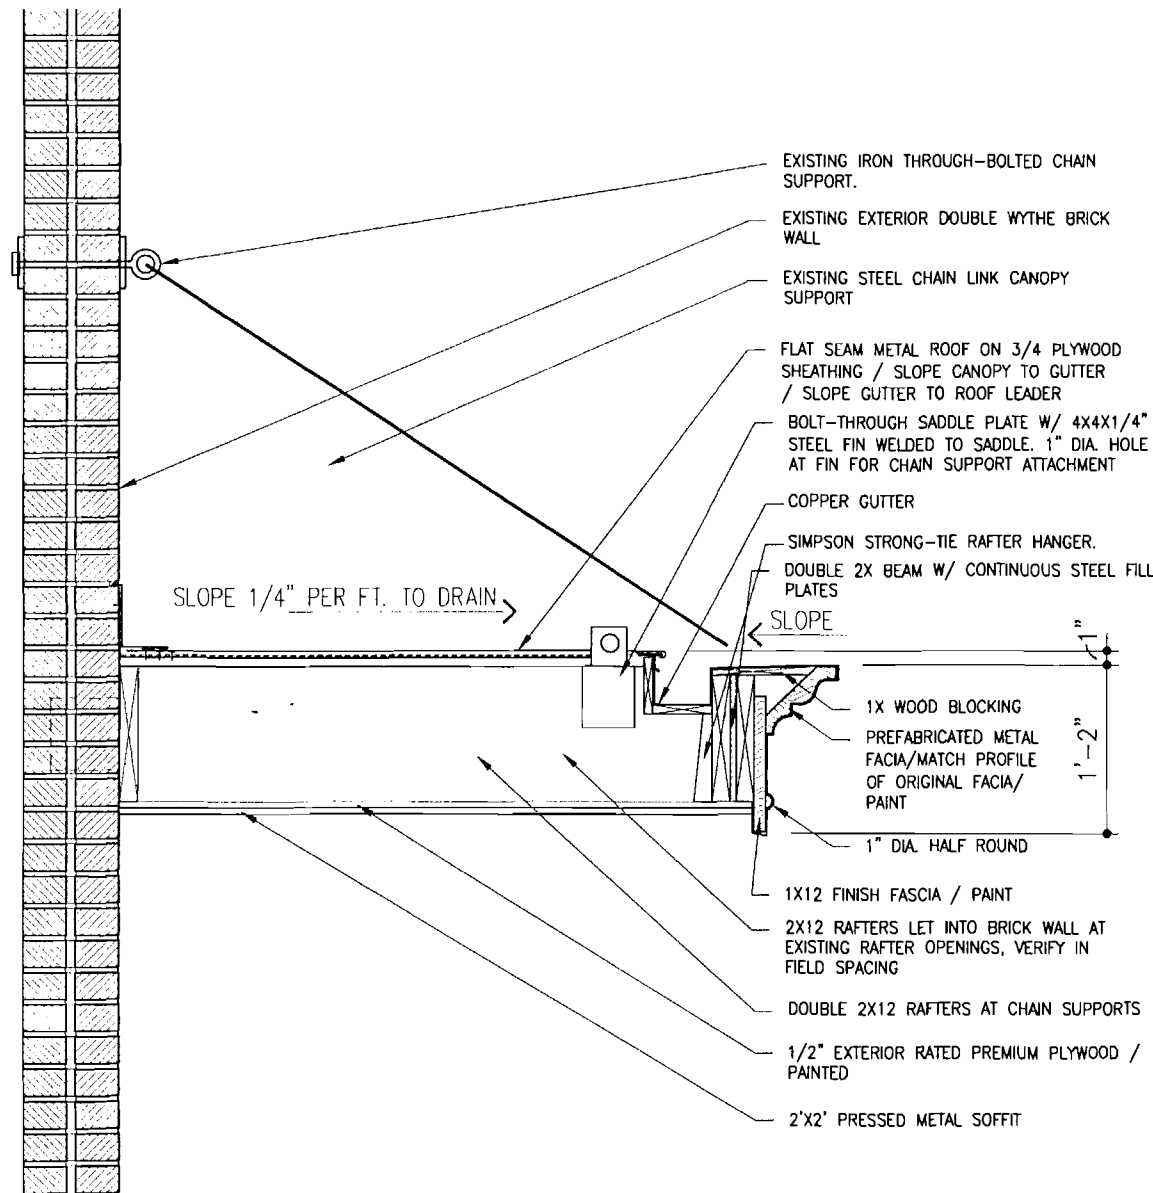 EXISTING IRON THROUGH-BOLTED CHAIN
SUPPORT.
EXISTING EXTERIOR DOUBLE WYTHE BRICK
WALL
EXISTING STEEL CHAIN LINK CANOPY
SUPPORT
FLAT SEAM METAL ROOF ON 3/4 PLYWOOD
SHEATHING / SLOPE CANOPY TO GUTTER
/ SLOPE GUTTER TO ROOF LEADER
BOLT-THROUGH SADDLE PLATE W/ 4X4X1/4"
STEEL FIN WELDED TO SADDLE. 1" DIA. HOLE
AT FIN FOR CHAIN SUPPORT ATTACHMENT
COPPER GUTTER
SIMPSON STRONG-TIE RAFTER HANGER.
DOUBLE 2X BEAM W/ CONTINUOUS STEEL FILL
PLATES
SLOPE 1/4" PER FT. TO DRAIN
SLOPE
1"
1'-2"
1X WOOD BLOCKING
PREFABRICATED METAL
FACIA/MATCH PROFILE
OF ORIGINAL FACIA/
PAINT
1" DIA. HALF ROUND
1X12 FINISH FASCIA / PAINT
2X12 RAFTERS LET INTO BRICK WALL AT
EXISTING RAFTER OPENINGS, VERIFY IN
FIELD SPACING
DOUBLE 2X12 RAFTERS AT CHAIN SUPPORTS
1/2" EXTERIOR RATED PREMIUM PLYWOOD /
PAINTED
2'X2' PRESSED METAL SOFFIT